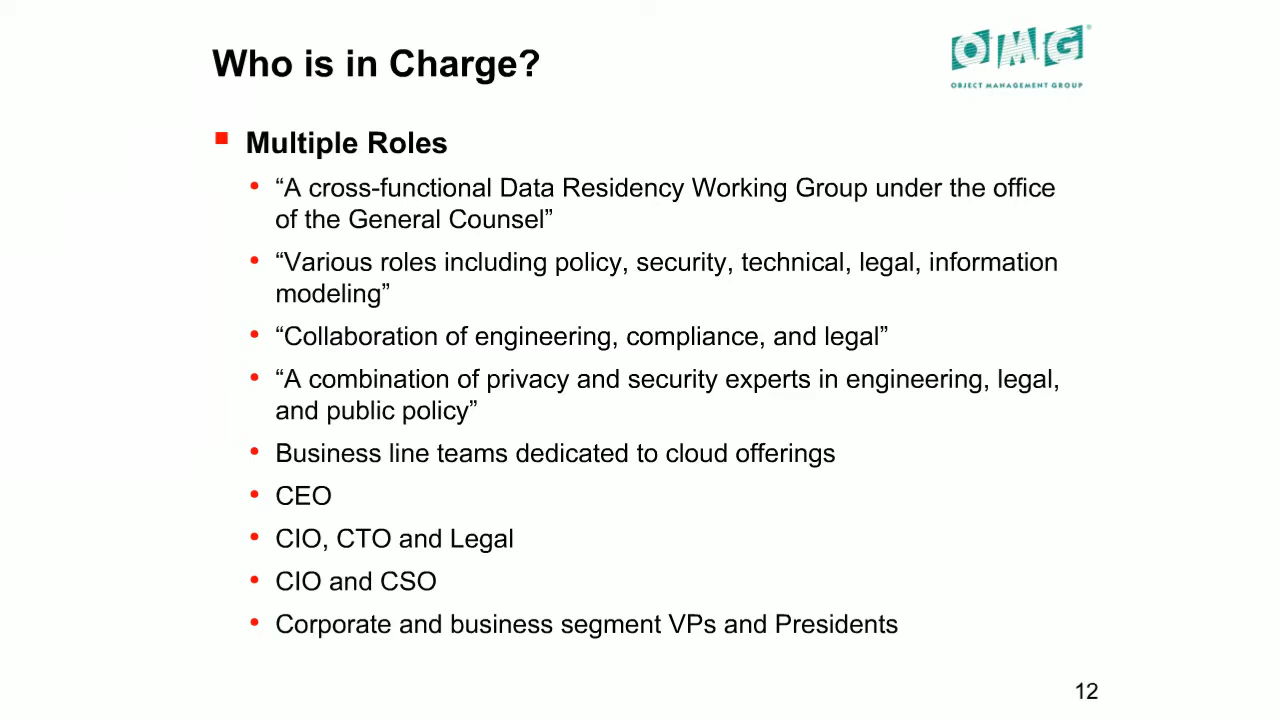 Who is in Charge?
OMG
OBJECT MANAGEMENT GROUP
Multiple Roles
“A cross-functional Data Residency Working Group under the office
of the General Counsel”
“Various roles including policy, security, technical, legal, information
modeling”
“Collaboration of engineering, compliance, and legal”
“A combination of privacy and security experts in engineering, legal,
and public policy”
Business line teams dedicated to cloud offerings
CEO
CIO, CTO and Legal
CIO and CSO
Corporate and business segment VPs and Presidents
12